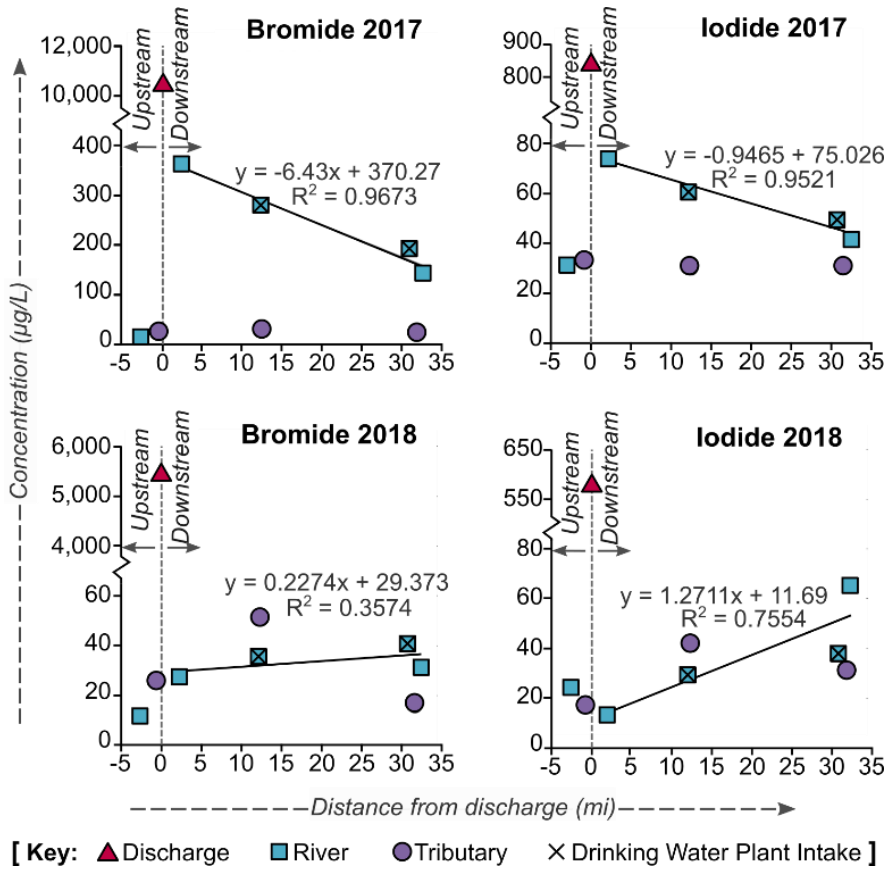 Concentration (µg/L)
Bromide 2017
12,000
10,000
400
300
200
100
0
Upstream
Downstream
y = -6.43x + 370.27
R² = 0.9673
-5 0 5 10 15 20 25 30 35
Iodide 2017
900
800
80
60
40
20
0
Upstream
Downstream
y = -0.9465 + 75.026
R² = 0.9521
-5 0 5 10 15 20 25 30 35
Bromide 2018
6,000
5,000
4,000
60
40
20
0
Upstream
Downstream
y = 0.2274x + 29.373
R² = 0.3574
-5 0 5 10 15 20 25 30 35
Iodide 2018
650
550
80
60
40
20
0
Upstream
Downstream
y = 1.2711x + 11.69
R² = 0.7554
-5 0 5 10 15 20 25 30 35
Distance from discharge (mi)
[ Key: Discharge River Tributary Drinking Water Plant Intake ]